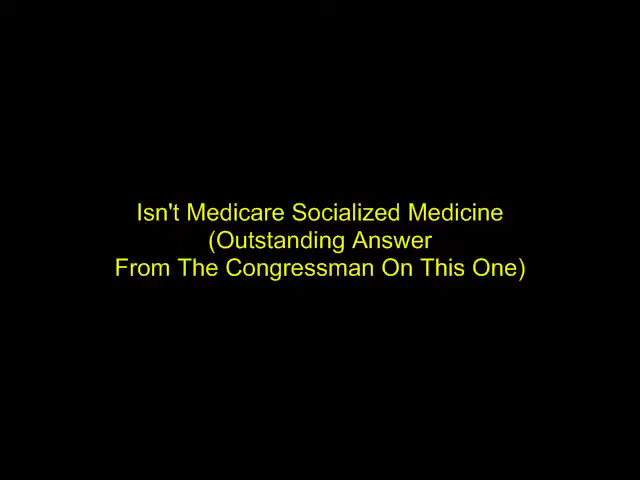 Isn't Medicare Socialized Medicine
(Outstanding Answer
From The Congressman On This One)